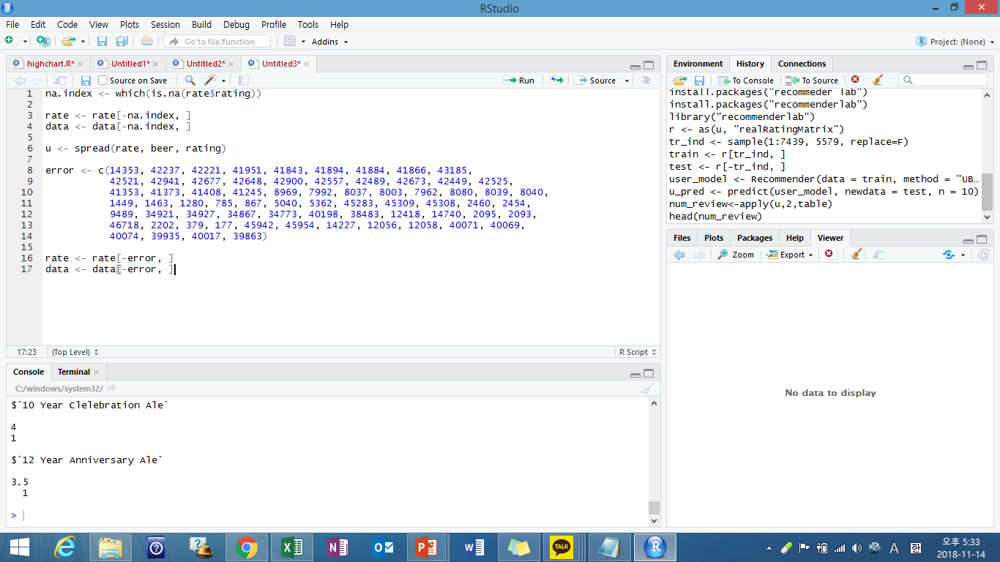 RStudio
File Edit Code View Plots Session Build Debug Profile Tools Help
Go to file/function
Addins
Project: (None)
highchart.R*
Untitled1*
Untitled2*
Untitled3*
Source on Save
Run
Source
1 na.index <- which(is.na(rate$rating))
2
3 rate <- rate[-na.index, ]
4 data <- data[-na.index, ]
5
6 u <- spread(rate, beer, rating)
7
8 error <- c(14353, 42237, 42221, 41951, 41843, 41894, 41884, 41866, 43185,
9 42521, 42941, 42677, 42648, 42900, 42557, 42489, 42673, 42449, 42525,
10 41353, 41373, 41408, 41245, 8969, 7992, 8037, 8003, 7962, 8080, 8039, 8040,
11 1449, 1463, 1280, 785, 867, 5040, 5362, 45283, 45309, 45308, 2460, 2454,
12 9489, 34921, 34927, 34867, 34773, 40198, 38483, 12418, 14740, 2095, 2093,
13 46718, 2202, 379, 177, 45942, 45954, 14227, 12056, 12058, 40071, 40069,
14 40074, 39935, 40017, 39863)
15
16 rate <- rate[-error, ]
17 data <- data[-error, ]
17:23
(Top Level)
R Script
Console
Terminal
C:/windows/system32/
$`10 Year Clelebration Ale`
4
1
$`12 Year Anniversary Ale`
3.5
1
>
Environment
History
Connections
To Console
To Source
install.packages("recommeder lab")
install.packages("recommenderlab")
library("recommenderlab")
r <- as(u, "realRatingMatrix")
tr_ind <- sample(1:7439, 5579, replace=F)
train <- r[tr_ind, ]
test <- r[-tr_ind, ]
user_model <- Recommender(data = train, method = "UB…
u_pred <- predict(user_model, newdata = test, n = 10)
num_review<-apply(u,2,table)
head(num_review)
Files
Plots
Packages
Help
Viewer
Zoom
Export
No data to display
TALK
A
한
오후 5:33
2018-11-14